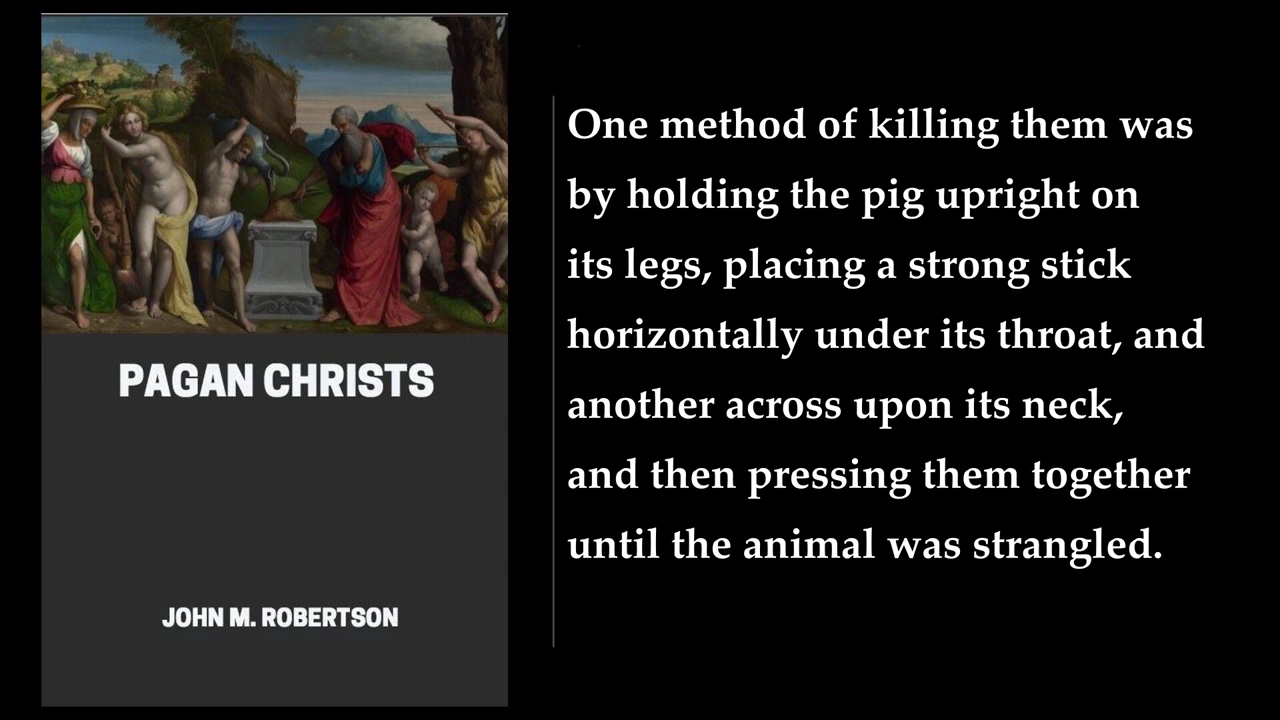 PAGAN CHRISTS
JOHN M. ROBERTSON
One method of killing them was
by holding the pig upright on
its legs, placing a strong stick
horizontally under its throat, and
another across upon its neck,
and then pressing them together
until the animal was strangled.